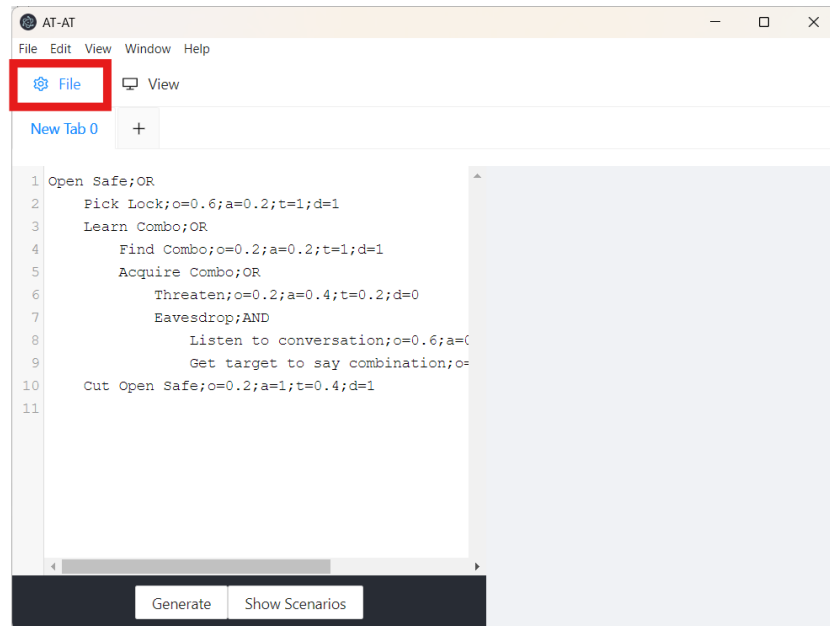 AT-AT
File Edit View Window Help
File View
New Tab 0 +
1 Open Safe;OR
2 Pick Lock;o=0.6;a=0.2;t=1;d=1
3 Learn Combo;OR
4 Find Combo;o=0.2;a=0.2;t=1;d=1
5 Acquire Combo;OR
6 Threaten;o=0.2;a=0.4;t=0.2;d=0
7 Eavesdrop;AND
8 Listen to conversation;o=0.6;a=
9 Get target to say combination;o=
10 Cut Open Safe;o=0.2;a=1;t=0.4;d=1
11
Generate Show Scenarios